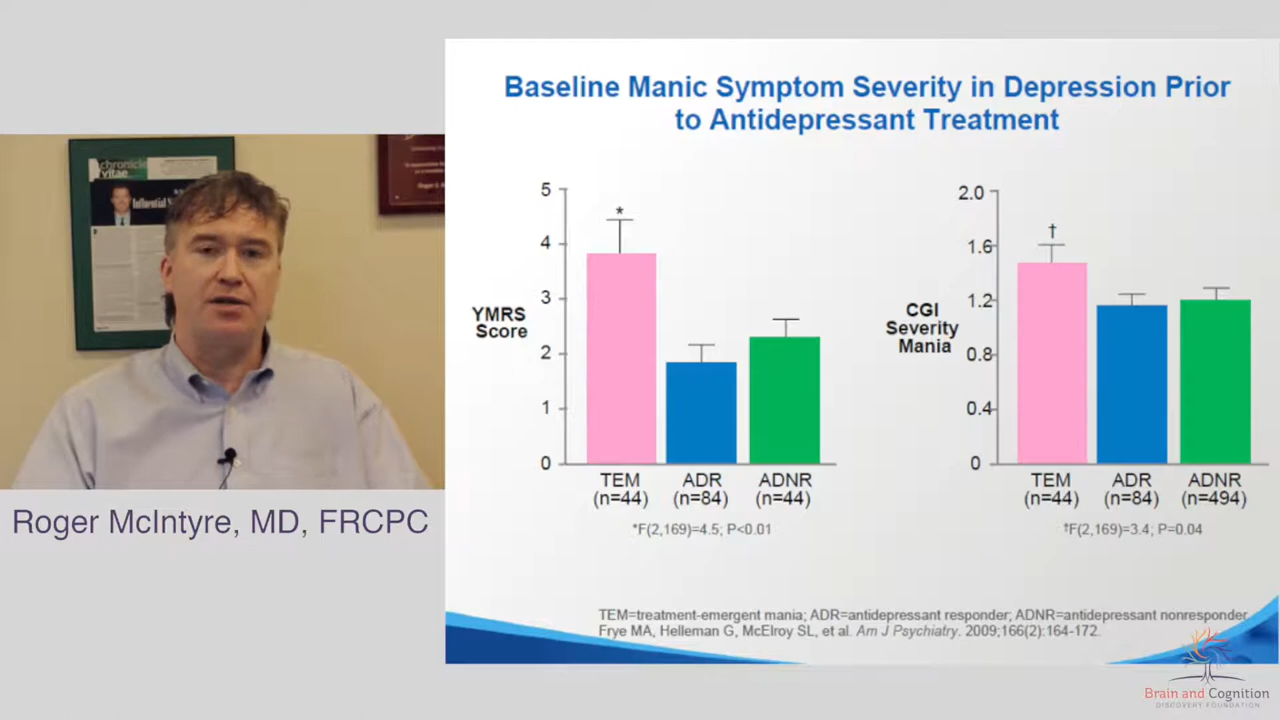 chronicle
vitae
Influential
Roger McIntyre, MD, FRCPC
Baseline Manic Symptom Severity in Depression Prior
to Antidepressant Treatment
5
4
3
2
1
0
YMRS
Score
*
TEM
(n=44)
ADR
(n=84)
ADNR
(n=44)
*F(2,169)=4.5; P<0.01
2.0
1.6
1.2
0.8
0.4
0
CGI
Severity
Mania
†
TEM
(n=44)
ADR
(n=84)
ADNR
(n=494)
†F(2,169)=3.4; P=0.04
TEM=treatment-emergent mania; ADR=antidepressant responder; ADNR=antidepressant nonresponder
Frye MA, Helleman G, McElroy SL, et al. Am J Psychiatry. 2009;166(2):164-172.
Brain and Cognition
DISCOVERY FOUNDATION